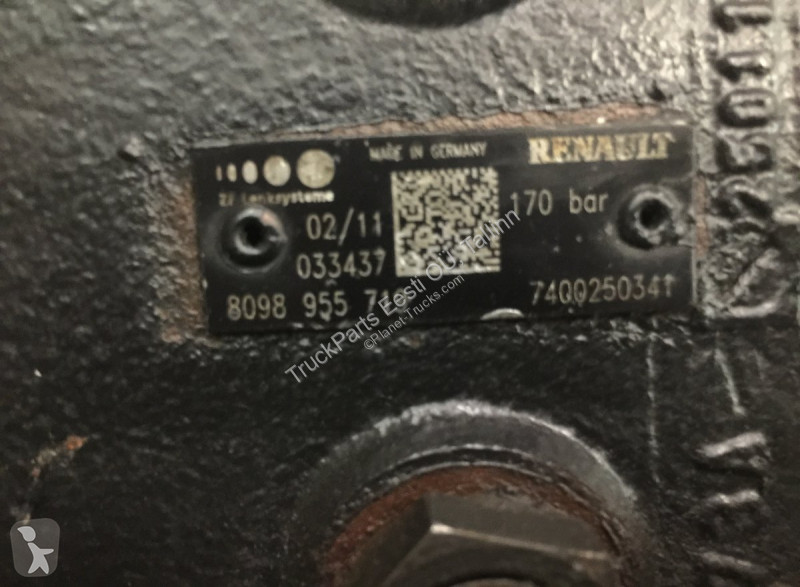 MADE IN GERMANY
RENAULT
ZF Lenksysteme
02/11
170 bar
033437
8098 955
TruckParts Eesti OÜ Tallinn
©Planet-Trucks.com